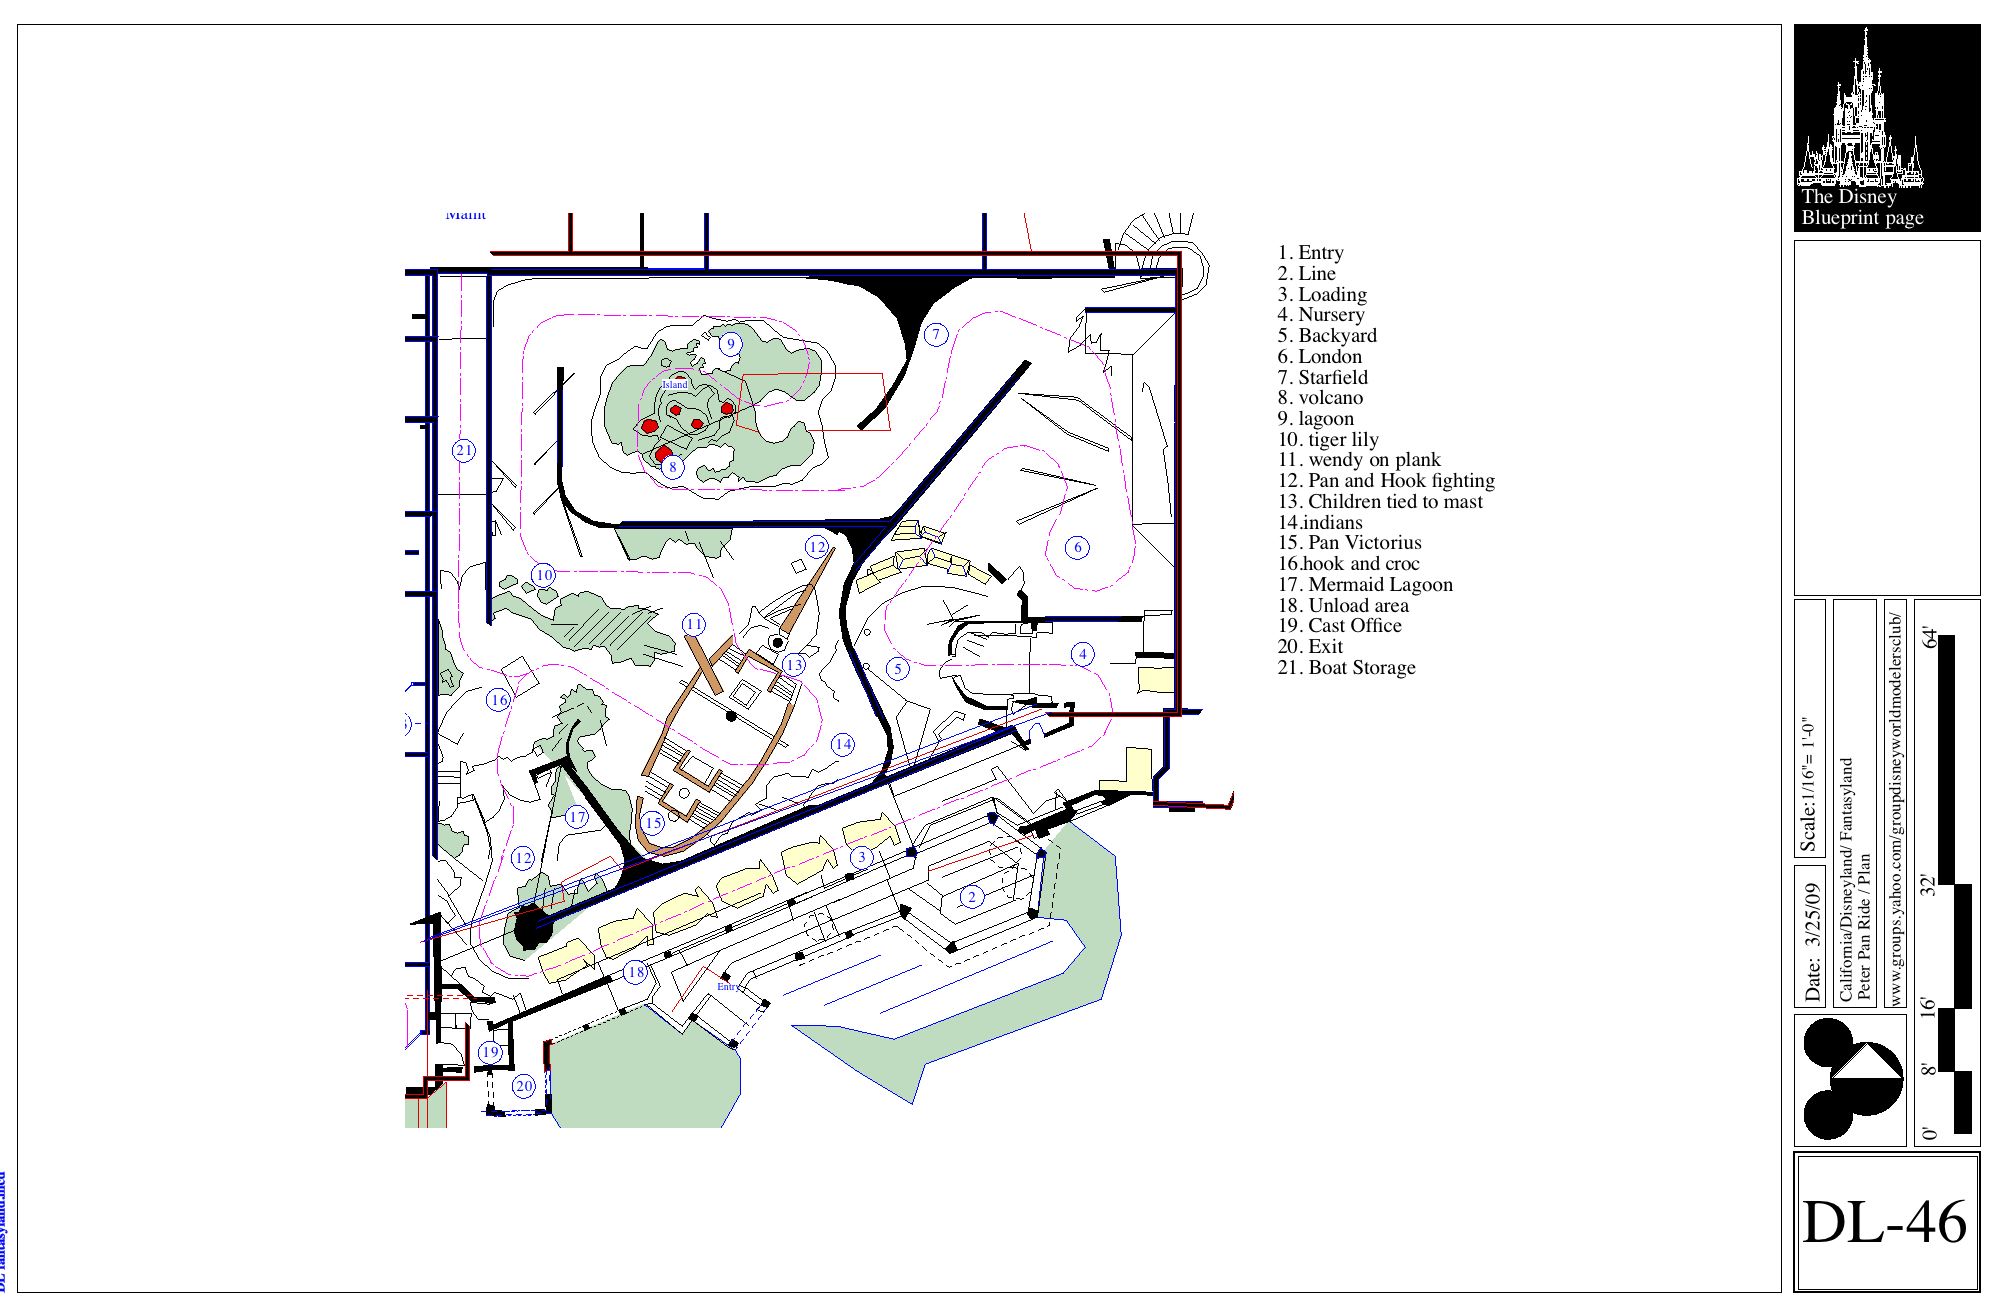 Maint
The Disney
Blueprint page
1. Entry
2. Line
3. Loading
4. Nursery
5. Backyard
6. London
7. Starfield
8. volcano
9. lagoon
10. tiger lily
11. wendy on plank
12. Pan and Hook fighting
13. Children tied to mast
14.indians
15. Pan Victorius
16.hook and croc
17. Mermaid Lagoon
18. Unload area
19. Cast Office
20. Exit
21. Boat Storage
7
9
Island
21
8
12
6
10
11
13
5
4
16
14
17
15
12
3
2
18
Entry
19
20
Scale:1/16"= 1'-0"
Date: 3/25/09
California/Disneyland/ Fantasyland
Peter Pan Ride / Plan
www.groups.yahoo.com/groupdisneyworldmodelersclub/
64'
32'
16'
8'
0'
DL-46
DL fantasyland.mcd